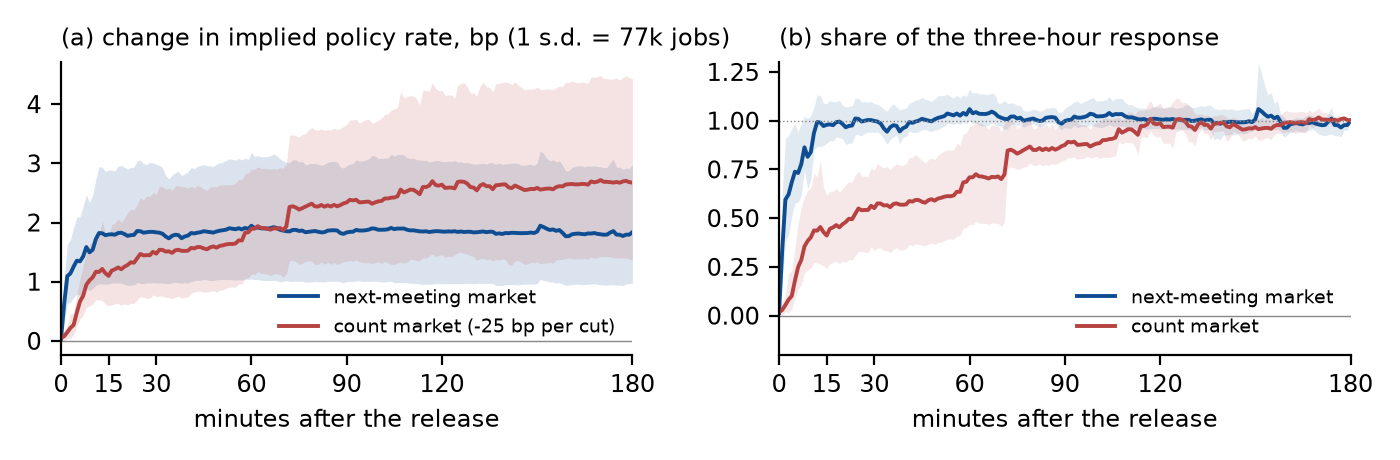 (a) change in implied policy rate, bp (1 s.d. = 77k jobs)
4
3
2
1
0
next-meeting market
count market (-25 bp per cut)
0 15 30 60 90 120 180
minutes after the release
(b) share of the three-hour response
1.25
1.00
0.75
0.50
0.25
0.00
next-meeting market
count market
0 15 30 60 90 120 180
minutes after the release